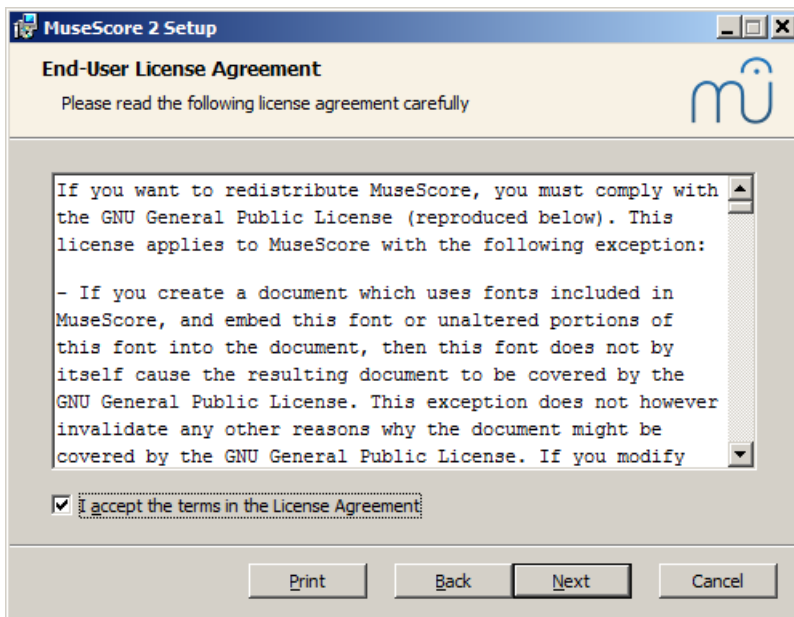 MuseScore 2 Setup
End-User License Agreement
Please read the following license agreement carefully
If you want to redistribute MuseScore, you must comply with
the GNU General Public License (reproduced below). This
license applies to MuseScore with the following exception:
- If you create a document which uses fonts included in
MuseScore, and embed this font or unaltered portions of
this font into the document, then this font does not by
itself cause the resulting document to be covered by the
GNU General Public License. This exception does not however
invalidate any other reasons why the document might be
covered by the GNU General Public License. If you modify
I accept the terms in the License Agreement
Print Back Next Cancel